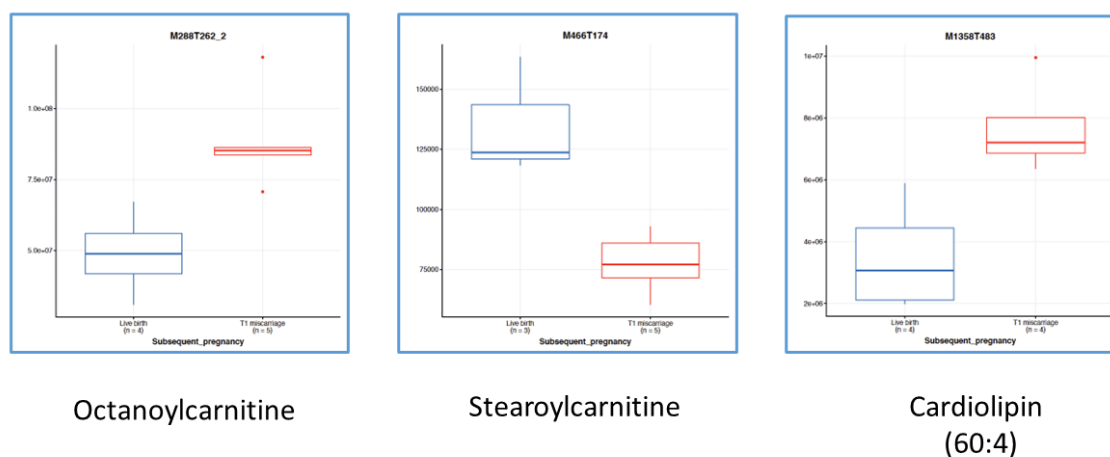 M288T262_2
1.0e+08
7.5e+07
5.0e+07
Live birth
(n = 4)
T1 miscarriage
(n = 5)
Subsequent_pregnancy
M466T174
150000
125000
100000
75000
Live birth
(n = 3)
T1 miscarriage
(n = 5)
Subsequent_pregnancy
M1358T483
1e+07
8e+06
6e+06
4e+06
2e+06
Live birth
(n = 4)
T1 miscarriage
(n = 4)
Subsequent_pregnancy
Octanoylcarnitine
Stearoylcarnitine
Cardiolipin
(60:4)